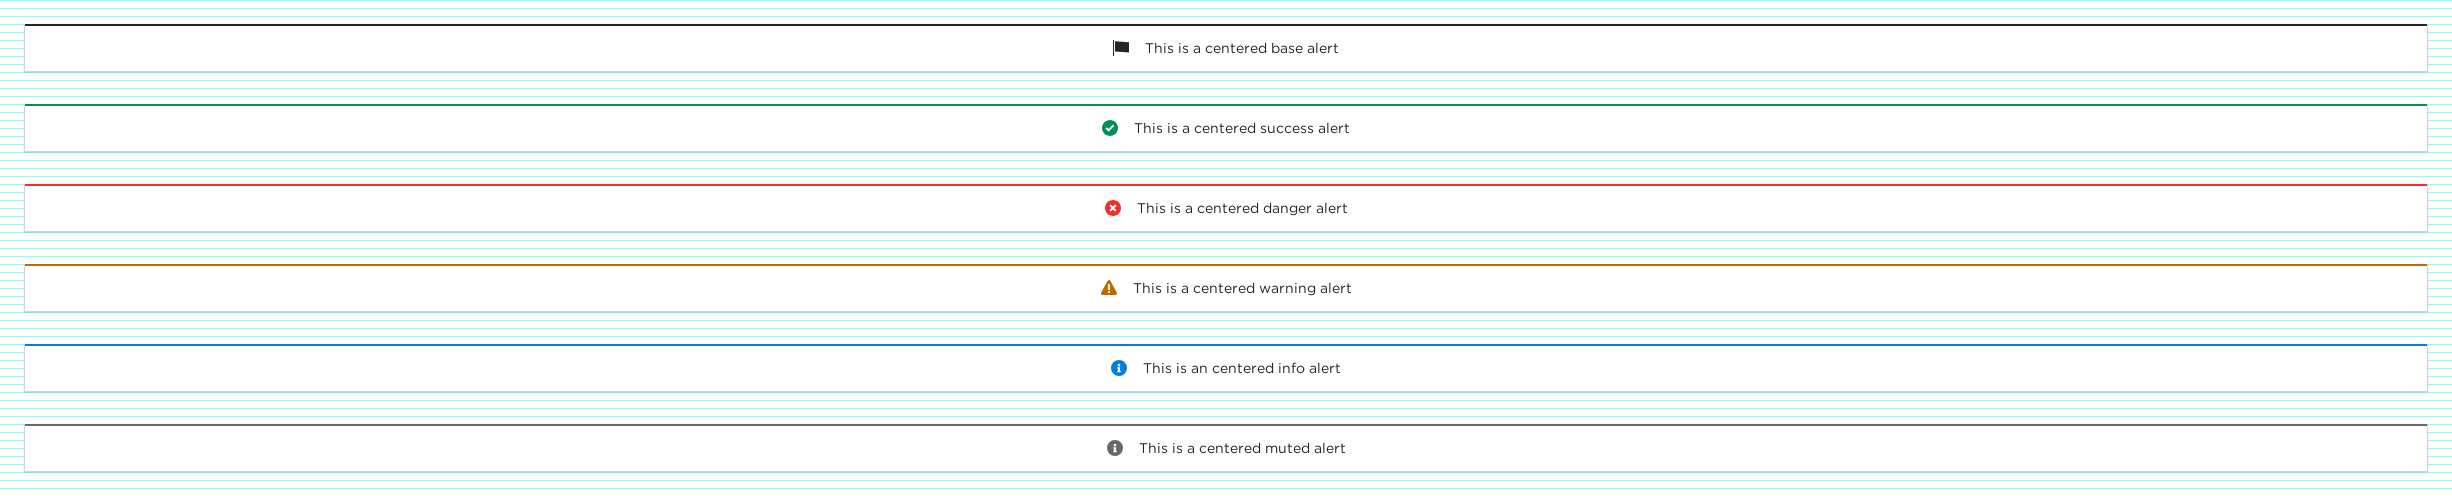 This is a centered base alert
This is a centered success alert
This is a centered danger alert
This is a centered warning alert
This is an centered info alert
This is a centered muted alert